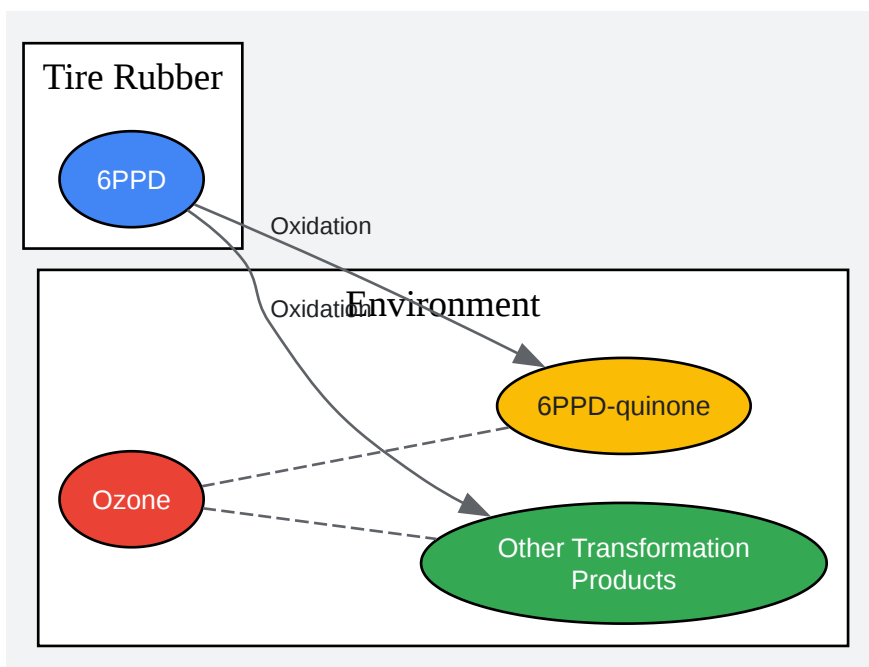 Tire Rubber
6PPD
Oxidation
Oxidation
Environment
6PPD-quinone
Ozone
Other Transformation
Products